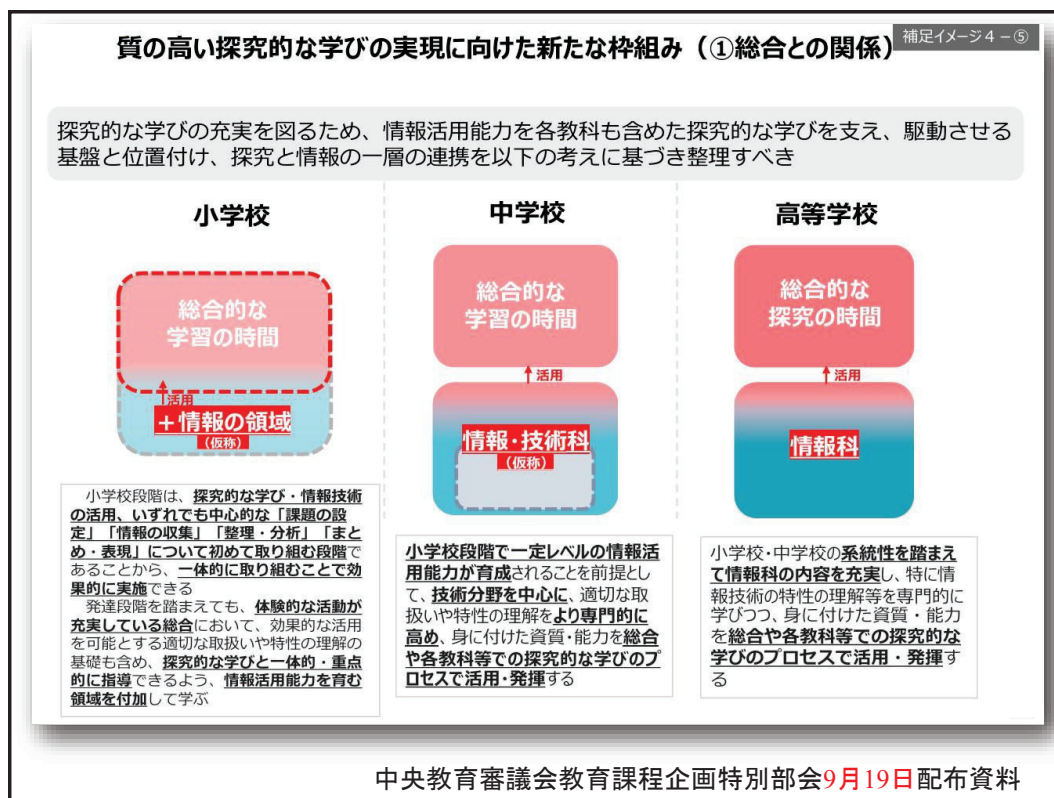 補足イメージ4-⑤
質の高い探究的な学びの実現に向けた新たな枠組み（①総合との関係）
探究的な学びの充実を図るため、情報活用能力を各教科も含めた探究的な学びを支え、駆動させる
基盤と位置付け、探究と情報の一層の連携を以下の考えに基づき整理すべき
小学校
総合的な
学習の時間
活用
＋情報の領域
（仮称）
小学校段階は、探究的な学び・情報技術
の活用、いずれでも中心的な「課題の設
定」「情報の収集」「整理・分析」「まと
め・表現」について初めて取り組む段階で
あることから、一体的に取り組むことで効
果的に実施できる
発達段階を踏まえても、体験的な活動が
充実している総合において、効果的な活用
を可能とする適切な取扱いや特性の理解の
基礎も含め、探究的な学びと一体的・重点
的に指導できるよう、情報活用能力を育む
領域を付加して学ぶ
中学校
総合的な
学習の時間
活用
情報・技術科
（仮称）
小学校段階で一定レベルの情報活
用能力が育成されることを前提とし
て、技術分野を中心に、適切な取
扱いや特性の理解をより専門的に
高め、身に付けた資質・能力を総合
や各教科等での探究的な学びのプ
ロセスで活用・発揮する
高等学校
総合的な
探究の時間
活用
情報科
小学校・中学校の系統性を踏まえ
て情報科の内容を充実し、特に情
報技術の特性の理解等を専門的に
学びつつ、身に付けた資質・能力
を総合や各教科等での探究的な
学びのプロセスで活用・発揮す
る
中央教育審議会教育課程企画特別部会9月19日配布資料